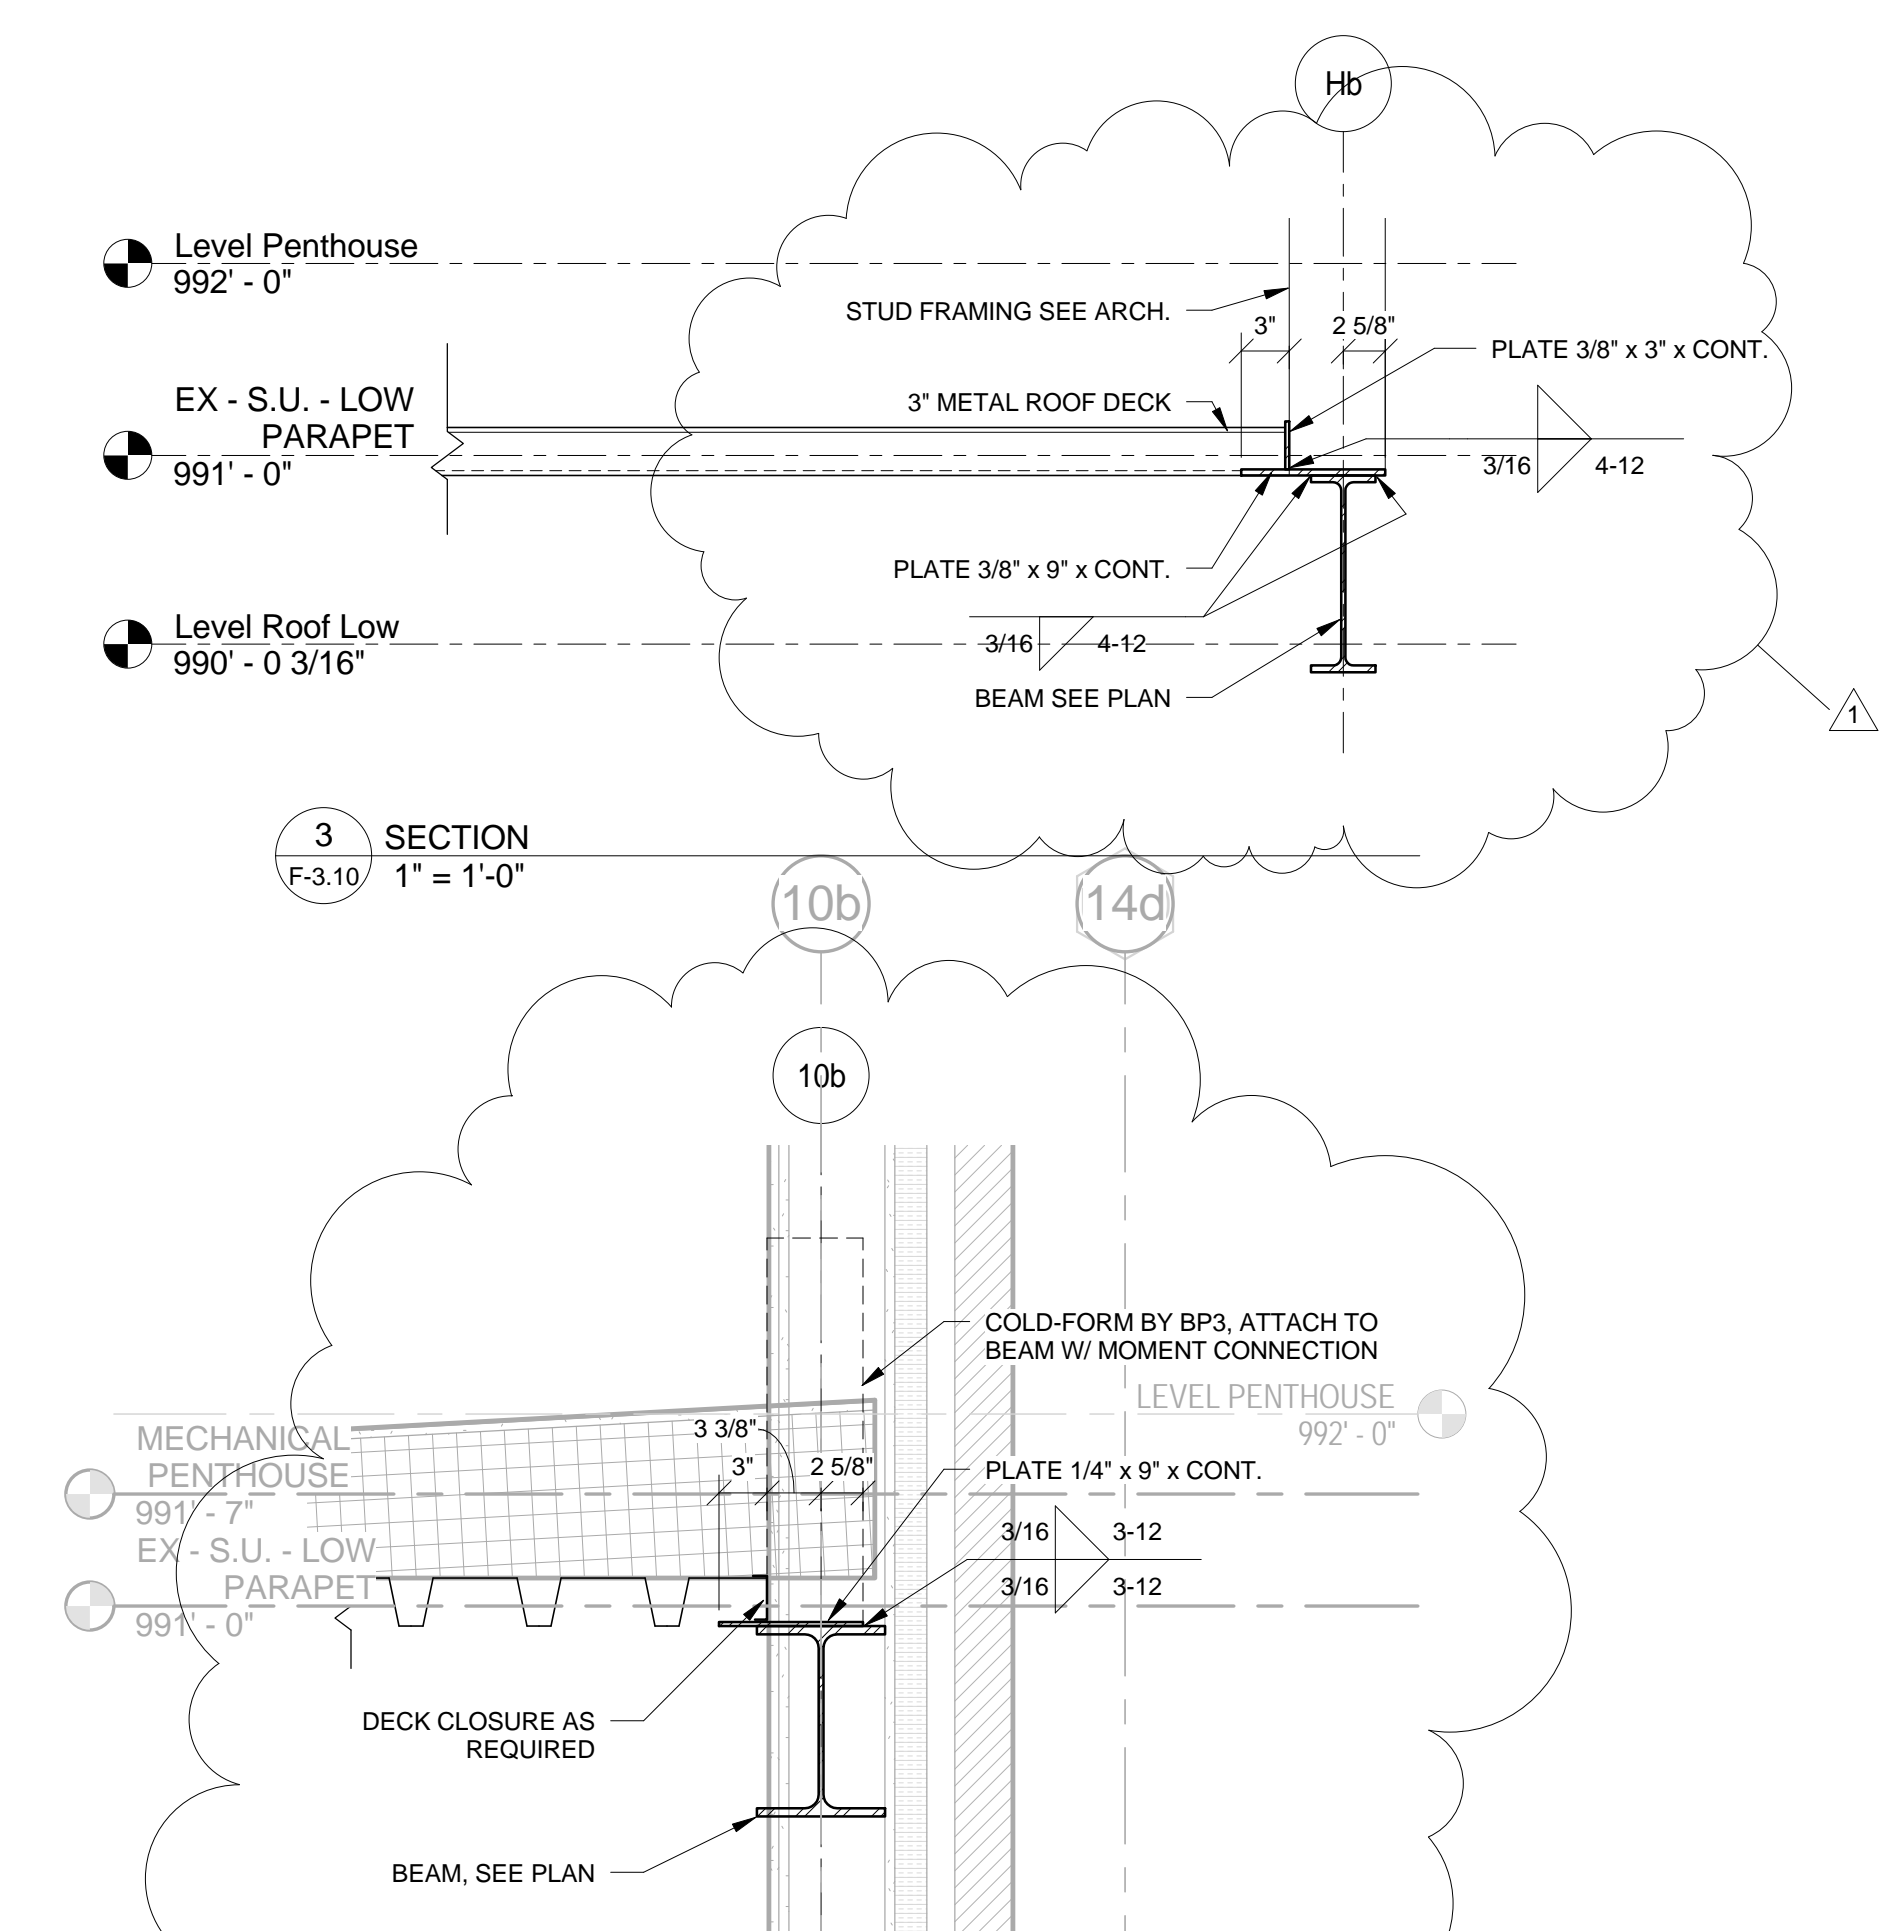 Hb
Level Penthouse
992' - 0"
STUD FRAMING SEE ARCH.
3"
2 5/8"
PLATE 3/8" x 3" x CONT.
EX - S.U. - LOW
PARAPET
991' - 0"
3" METAL ROOF DECK
3/16
4-12
PLATE 3/8" x 9" x CONT.
Level Roof Low
990' - 0 3/16"
3/16
4-12
BEAM SEE PLAN
1
3
SECTION
F-3.10
1" = 1'-0"
10b
14d
10b
COLD-FORM BY BP3, ATTACH TO
BEAM W/ MOMENT CONNECTION
LEVEL PENTHOUSE
992' - 0"
MECHANICAL
PENTHOUSE
991' - 7"
3 3/8"
3"
2 5/8"
PLATE 1/4" x 9" x CONT.
3/16
3-12
3/16
3-12
EX - S.U. - LOW
PARAPET
991' - 0"
DECK CLOSURE AS
REQUIRED
BEAM, SEE PLAN